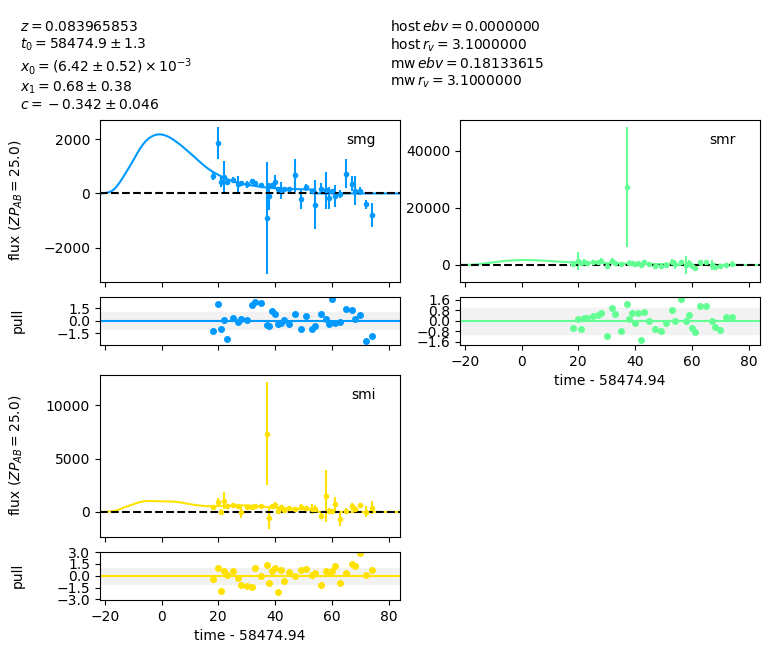 z = 0.083965853
t₀ = 58474.9 ± 1.3
x₀ = (6.42 ± 0.52) × 10⁻³
x₁ = 0.68 ± 0.38
c = −0.342 ± 0.046
host ebv = 0.0000000
host r_v = 3.1000000
mw ebv = 0.18133615
mw r_v = 3.1000000
smg
flux (ZP_AB = 25.0)
2000
0
−2000
pull
1.5
0.0
−1.5
smr
40000
20000
0
1.6
0.8
0.0
−0.8
−1.6
−20 0 20 40 60 80
time - 58474.94
smi
flux (ZP_AB = 25.0)
10000
5000
0
pull
3.0
1.5
0.0
−1.5
−3.0
−20 0 20 40 60 80
time - 58474.94